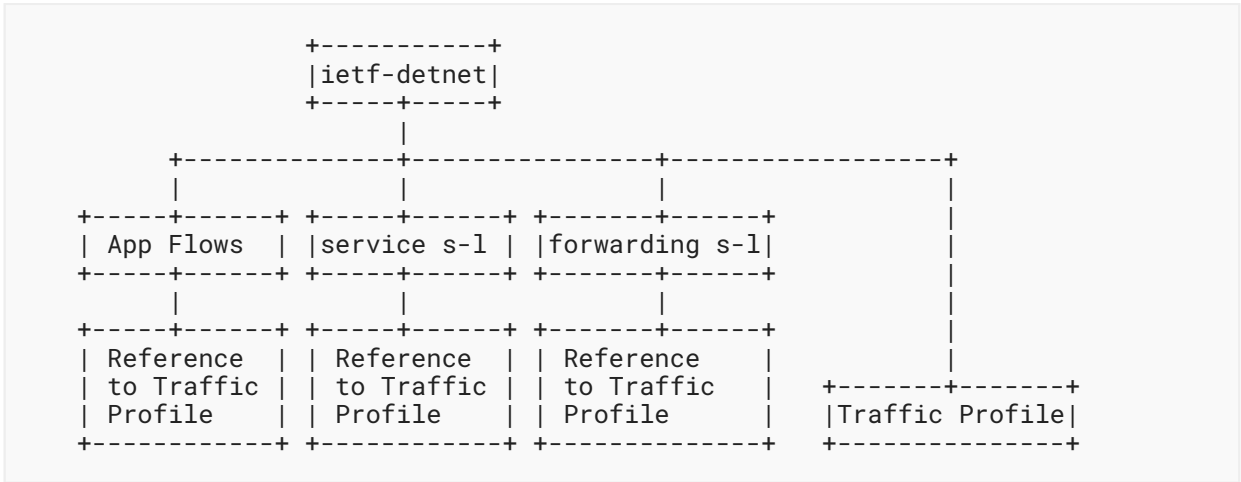 +-----------+
                  |ietf-detnet|
                  +-----+-----+
                        |
         +--------------+----------------+------------------+
         |              |                |                  |
   +-----+------+ +-----+------+ +-------+------+           |
   | App Flows  | |service s-l | |forwarding s-l|           |
   +-----+------+ +-----+------+ +-------+------+           |
         |              |                |                  |
   +-----+------+ +-----+------+ +-------+------+           |
   | Reference  | | Reference  | | Reference    |           |
   | to Traffic | | to Traffic | | to Traffic   |   +-------+-------+
   | Profile    | | Profile    | | Profile      |   |Traffic Profile|
   +------------+ +------------+ +--------------+   +---------------+